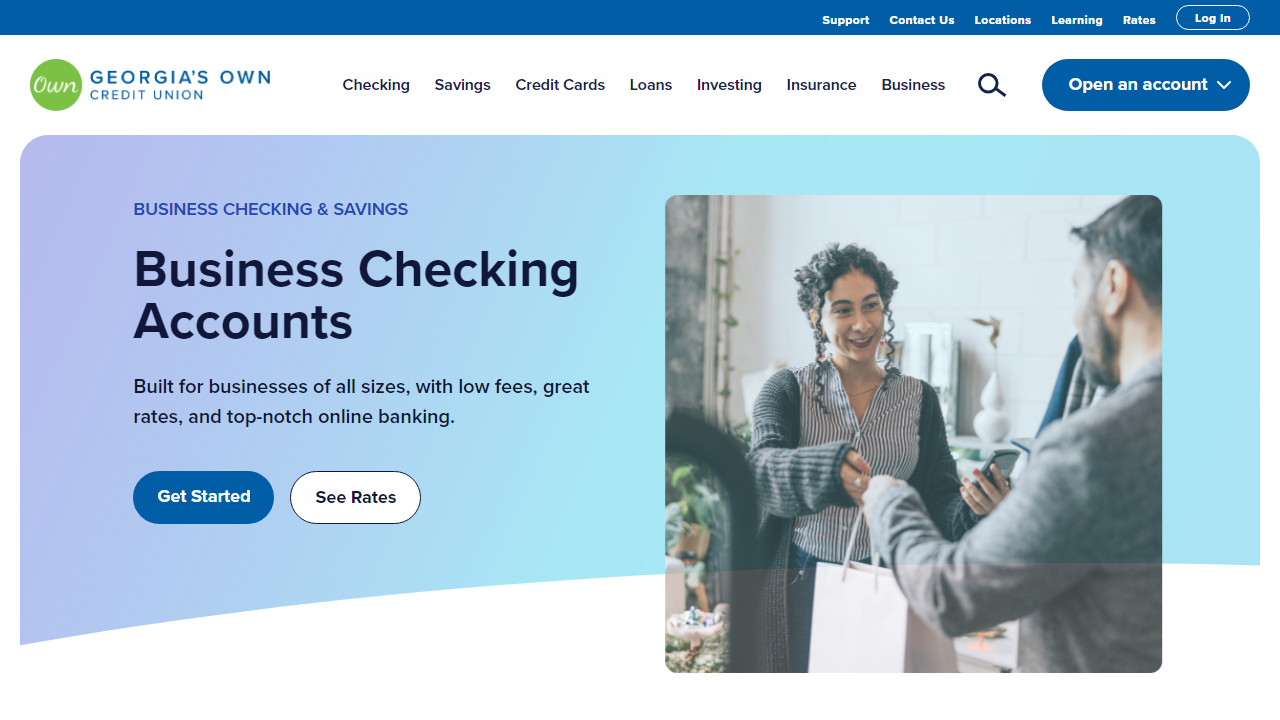 Support Contact Us Locations Learning Rates Log In
Own GEORGIA'S OWN
CREDIT UNION
Checking Savings Credit Cards Loans Investing Insurance Business Open an account
BUSINESS CHECKING & SAVINGS
Business Checking
Accounts
Built for businesses of all sizes, with low fees, great
rates, and top-notch online banking.
Get Started See Rates